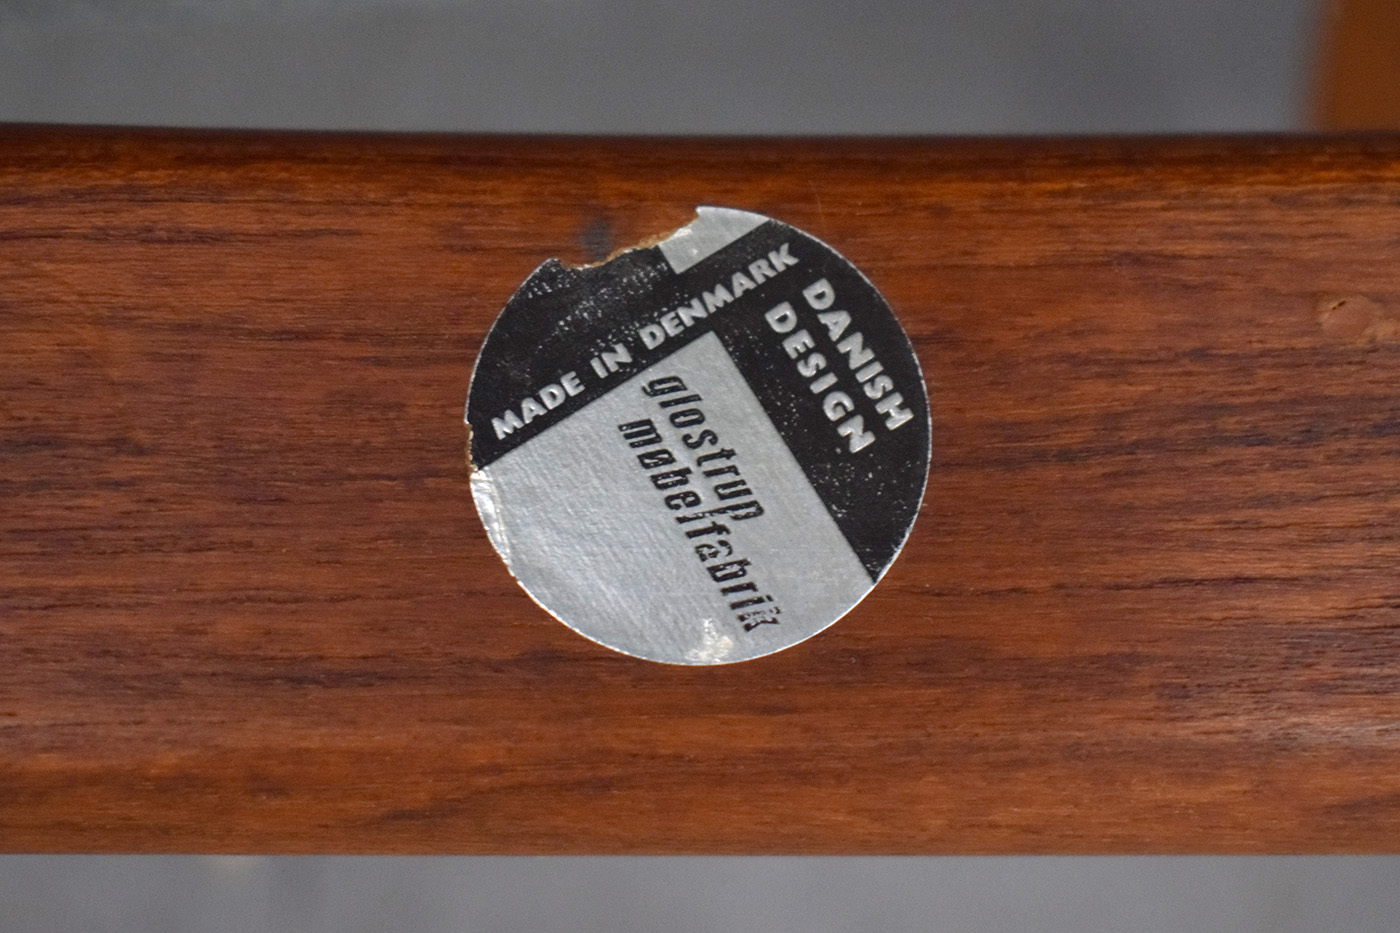 MADE IN DENMARK
DANISH
DESIGN
glostrup
møbelfabrik